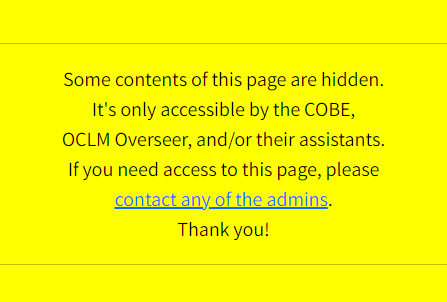 Some contents of this page are hidden.
It's only accessible by the COBE,
OCLM Overseer, and/or their assistants.
If you need access to this page, please
contact any of the admins.
Thank you!